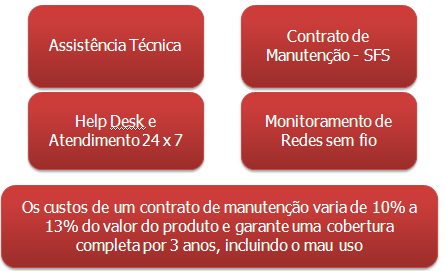 Assistência Técnica
Contrato de
Manutenção - SFS
Help Desk e
Atendimento 24 x 7
Monitoramento de
Redes sem fio
Os custos de um contrato de manutenção varia de 10% a
13% do valor do produto e garante uma cobertura
completa por 3 anos, incluindo o mau uso